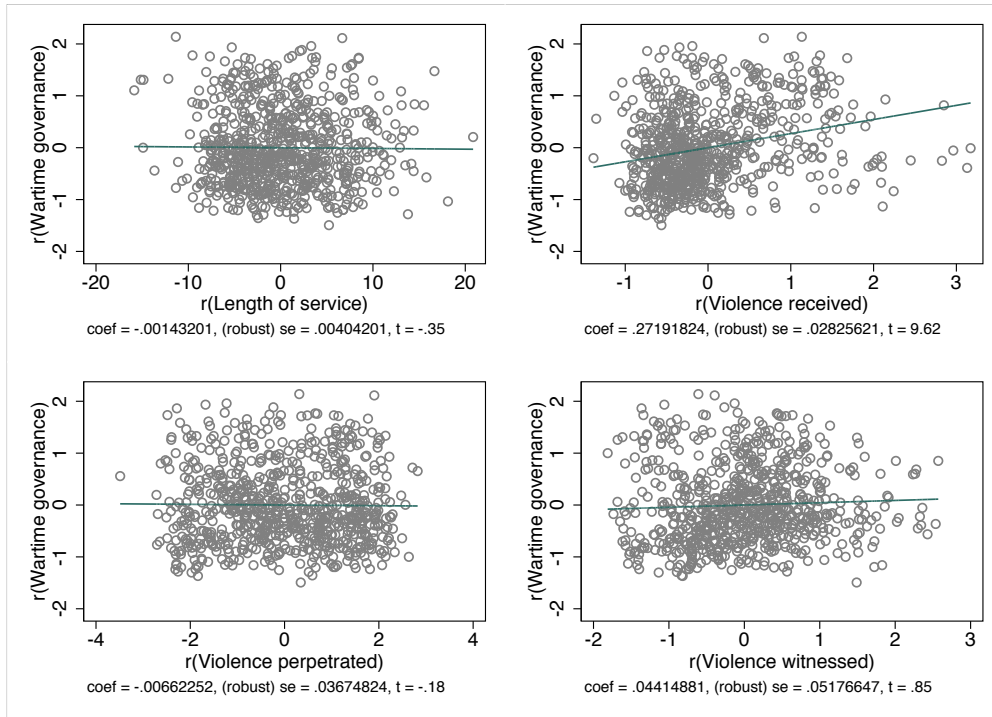 r(Wartime governance)
2
1
0
-1
-2
-20 -10 0 10 20
r(Length of service)
coef = -.00143201, (robust) se = .00404201, t = -.35
r(Wartime governance)
2
1
0
-1
-2
-1 0 1 2 3
r(Violence received)
coef = .27191824, (robust) se = .02825621, t = 9.62
r(Wartime governance)
2
1
0
-1
-2
-4 -2 0 2 4
r(Violence perpetrated)
coef = -.00662252, (robust) se = .03674824, t = -.18
r(Wartime governance)
2
1
0
-1
-2
-2 -1 0 1 2 3
r(Violence witnessed)
coef = .04414881, (robust) se = .05176647, t = .85